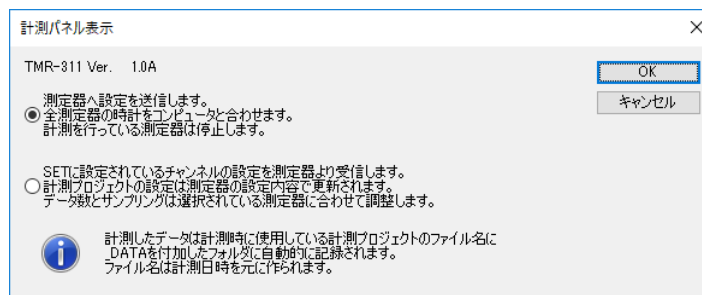 計測パネル表示
TMR-311 Ver. 1.0A
OK
キャンセル
測定器へ設定を送信します。
全測定器の時計をコンピュータと合わせます。
計測を行っている測定器は停止します。
SETに設定されているチャンネルの設定を測定器より受信します。
計測プロジェクトの設定は測定器の設定内容で更新されます。
データ数とサンプリングは選択されている測定器に合わせて調整します。
計測したデータは計測時に使用している計測プロジェクトのファイル名に
_DATAを付加したフォルダに自動的に記録されます。
ファイル名は計測日時を元に作られます。